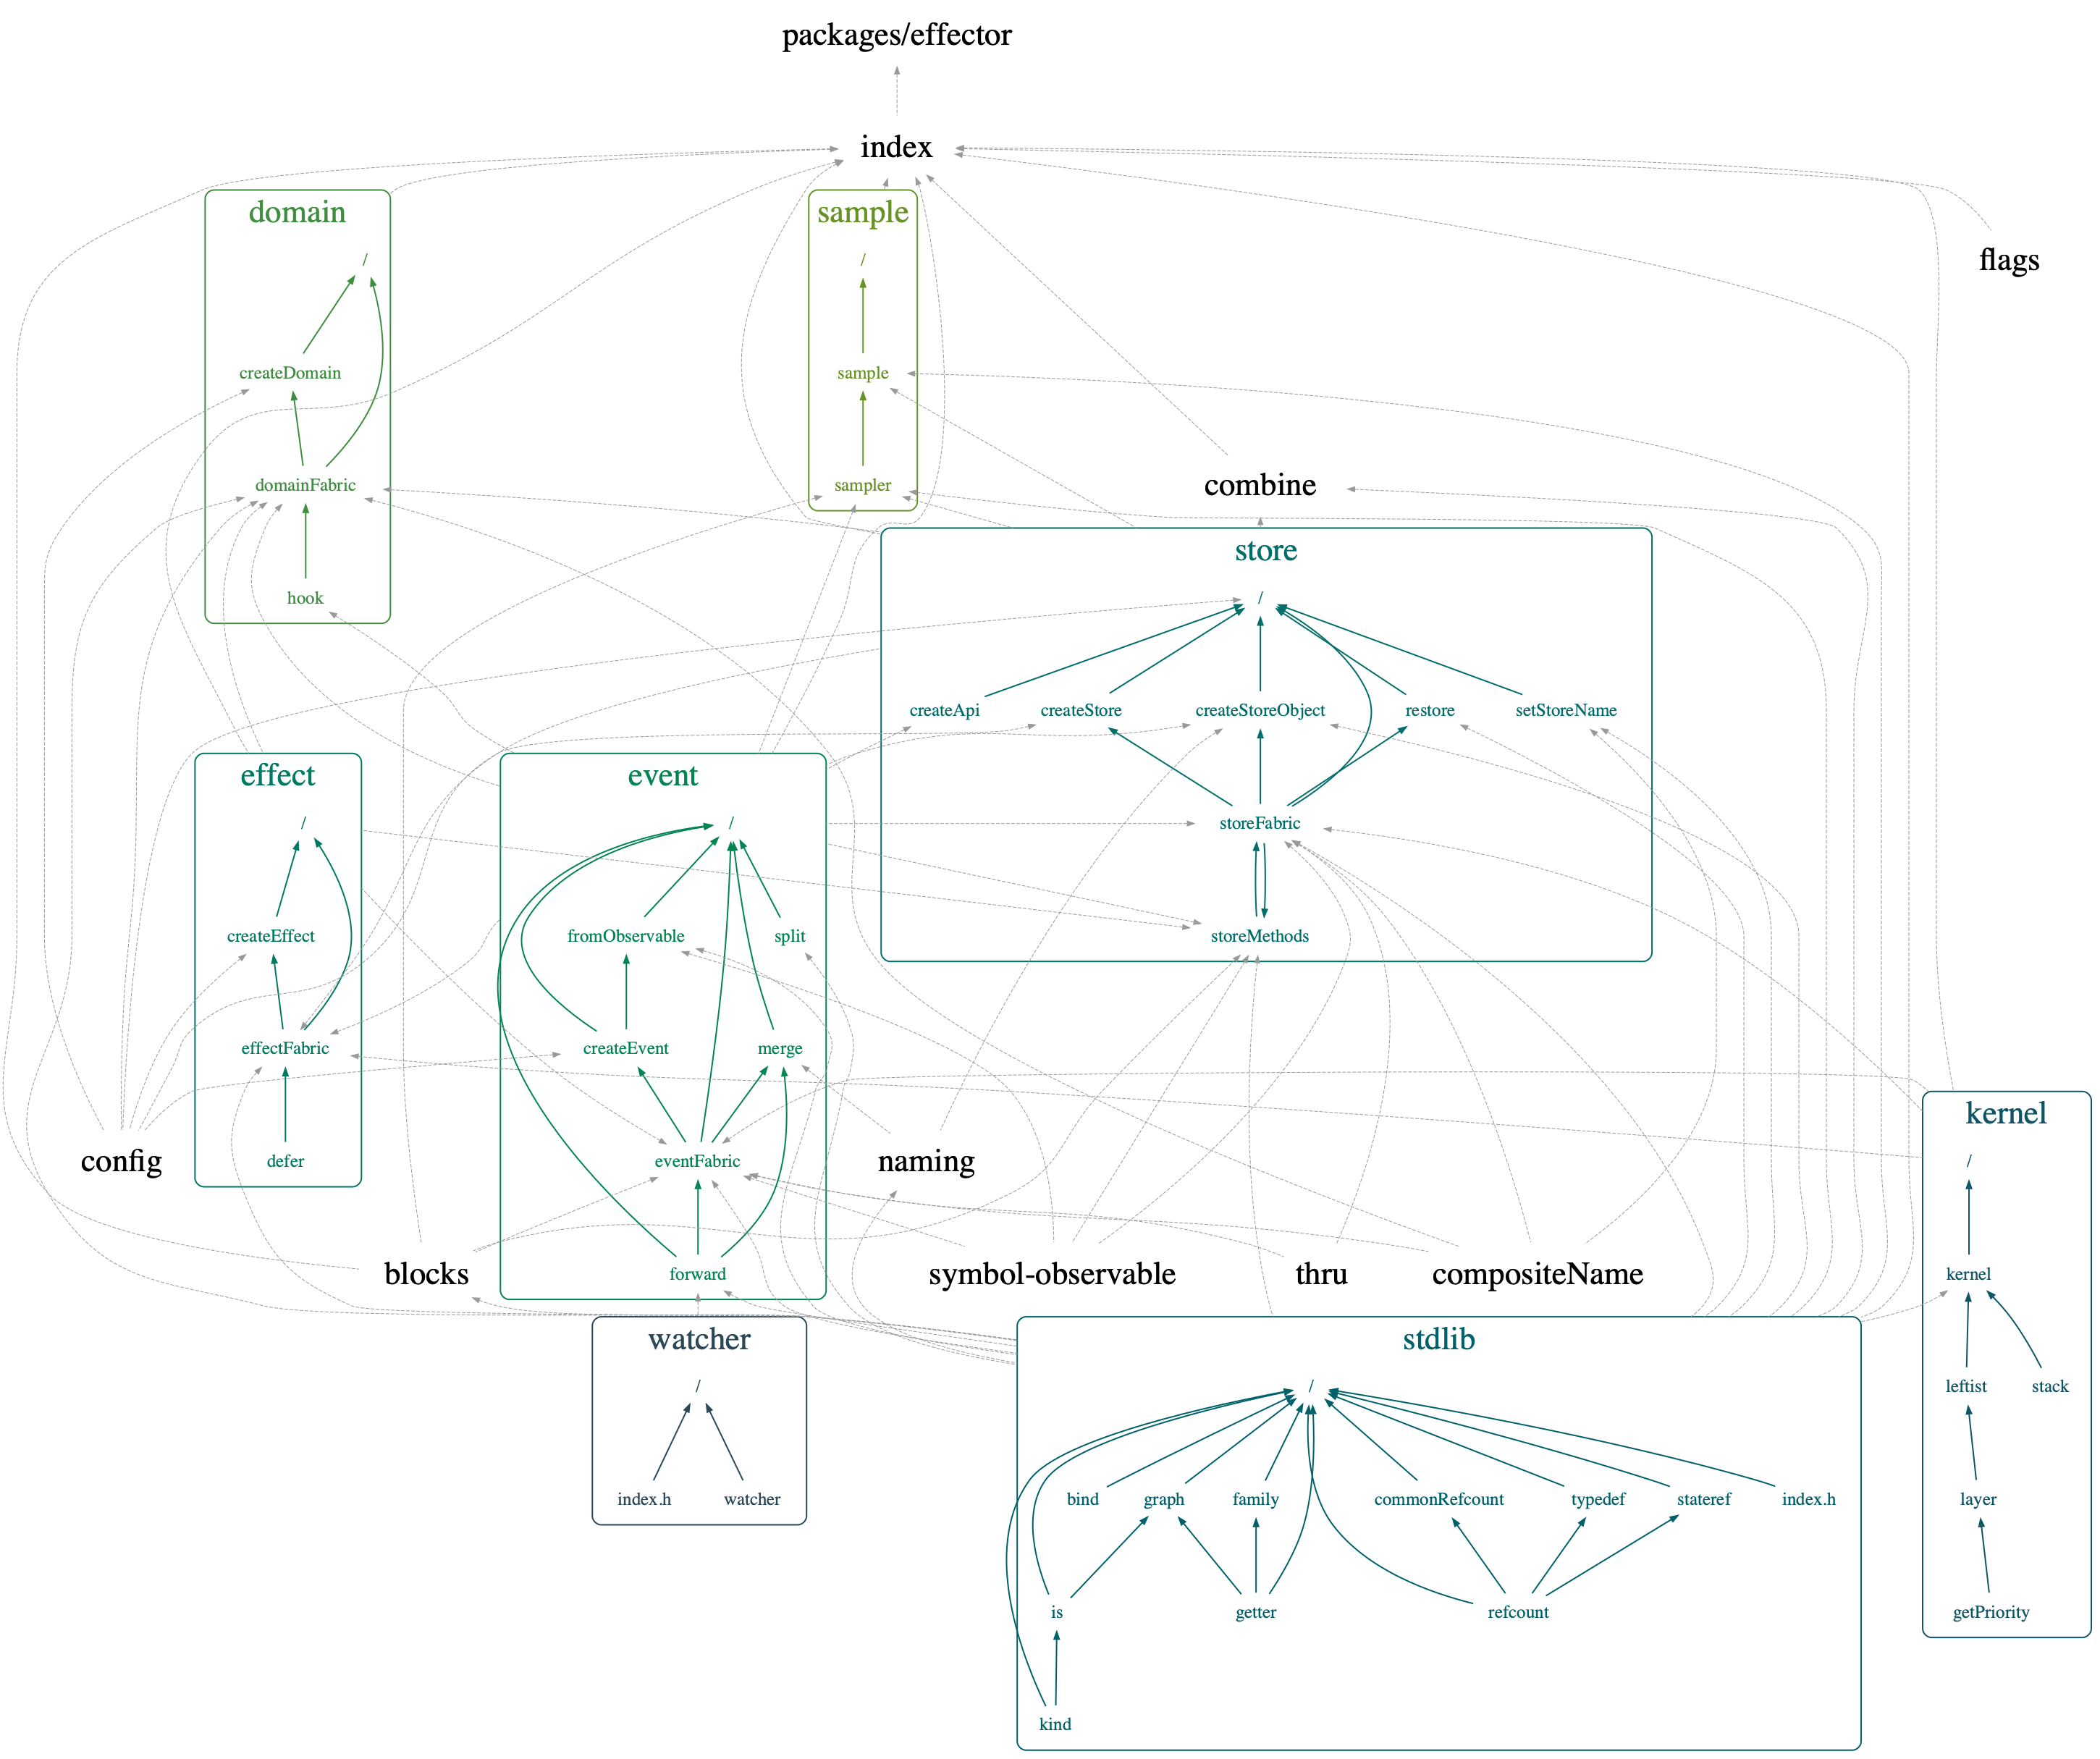 packages/effector
index
domain
sample
/
/
flags
createDomain
sample
domainFabric
sampler
combine
store
hook
/
createApi
createStore
createStoreObject
restore
setStoreName
effect
event
/
/
storeFabric
createEffect
fromObservable
split
storeMethods
effectFabric
createEvent
merge
kernel
config
defer
eventFabric
naming
/
blocks
forward
symbol-observable
thru
compositeName
kernel
watcher
stdlib
/
/
leftist
stack
index.h
watcher
bind
graph
family
commonRefcount
typedef
stateref
index.h
layer
is
getter
refcount
getPriority
kind